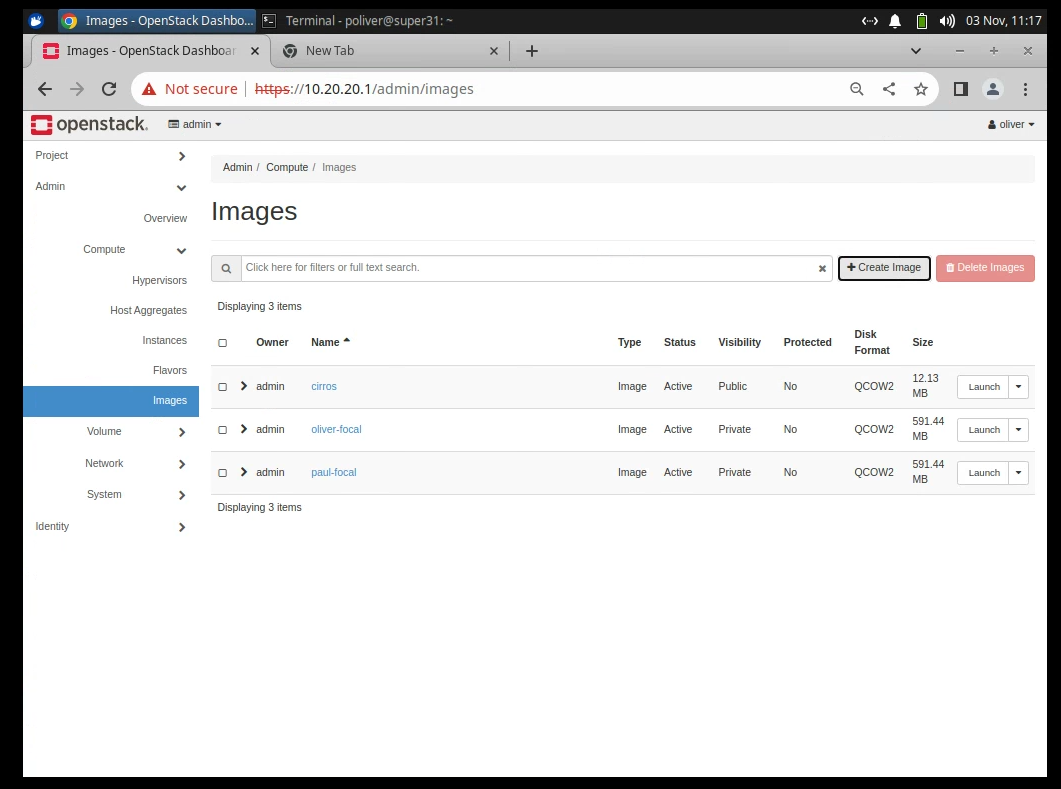 Images - OpenStack Dashbo... Terminal - poliver@super31: ~ 03 Nov, 11:17
Images - OpenStack Dashboar New Tab
Not secure https://10.20.20.1/admin/images
openstack. admin oliver
Project
Admin
Overview
Compute
Hypervisors
Host Aggregates
Instances
Flavors
Images
Volume
Network
System
Identity
Admin / Compute / Images
Images
Click here for filters or full text search. Create Image Delete Images
Displaying 3 items
Owner Name Type Status Visibility Protected Disk Format Size
admin cirros Image Active Public No QCOW2 12.13 MB Launch
admin oliver-focal Image Active Private No QCOW2 591.44 MB Launch
admin paul-focal Image Active Private No QCOW2 591.44 MB Launch
Displaying 3 items